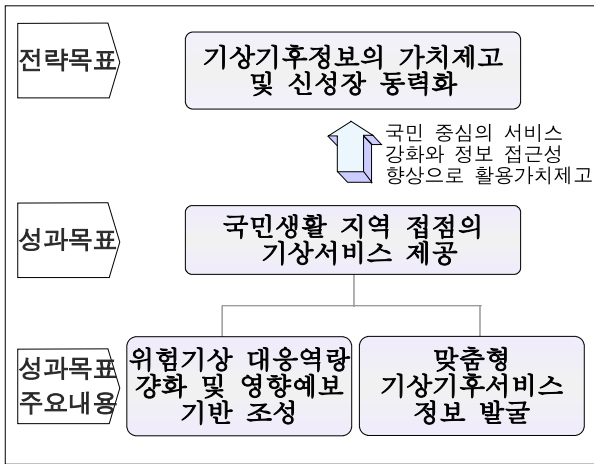 전략목표
기상기후정보의 가치제고
및 신성장 동력화
국민 중심의 서비스
강화와 정보 접근성
향상으로 활용가치제고
성과목표
국민생활 지역 접점의
기상서비스 제공
성과목표
주요내용
위험기상 대응역량
강화 및 영향예보
기반 조성
맞춤형
기상기후서비스
정보 발굴